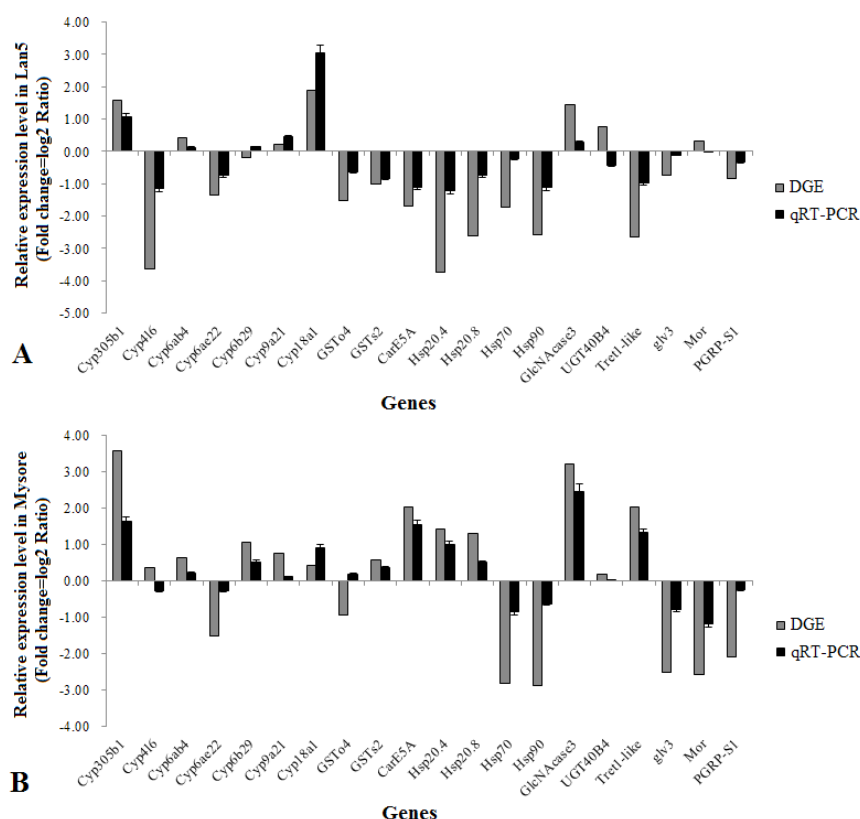 Relative expression level in Lan5
(Fold change=log2 Ratio)
4.00
3.00
2.00
1.00
0.00
-1.00
-2.00
-3.00
-4.00
-5.00
DGE
qRT-PCR
Cyp305b1
Cyp4l6
Cyp6ab4
Cyp6ae22
Cyp6b29
Cyp9a21
Cyp18a1
GSTo4
GSTs2
CarE5A
Hsp20.4
Hsp20.8
Hsp70
Hsp90
GlcNAcase3
UGT40B4
Tret1-like
glv3
Mor
PGRP-S1
A
Genes
Relative expression level in Mysore
(Fold change=log2 Ratio)
4.00
3.00
2.00
1.00
0.00
-1.00
-2.00
-3.00
-4.00
DGE
qRT-PCR
Cyp305b1
Cyp4l6
Cyp6ab4
Cyp6ae22
Cyp6b29
Cyp9a21
Cyp18a1
GSTo4
GSTs2
CarE5A
Hsp20.4
Hsp20.8
Hsp70
Hsp90
GlcNAcase3
UGT40B4
Tret1-like
glv3
Mor
PGRP-S1
B
Genes